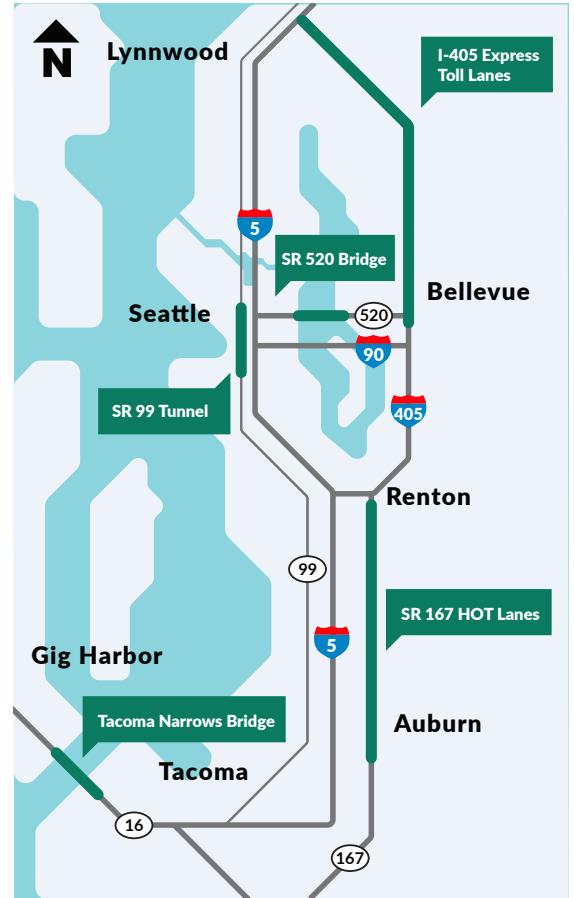 N
Lynnwood
I-405 Express
Toll Lanes
5
SR 520 Bridge
Bellevue
Seattle
520
90
SR 99 Tunnel
405
Renton
99
SR 167 HOT Lanes
5
Gig Harbor
Tacoma Narrows Bridge
Auburn
Tacoma
16
167